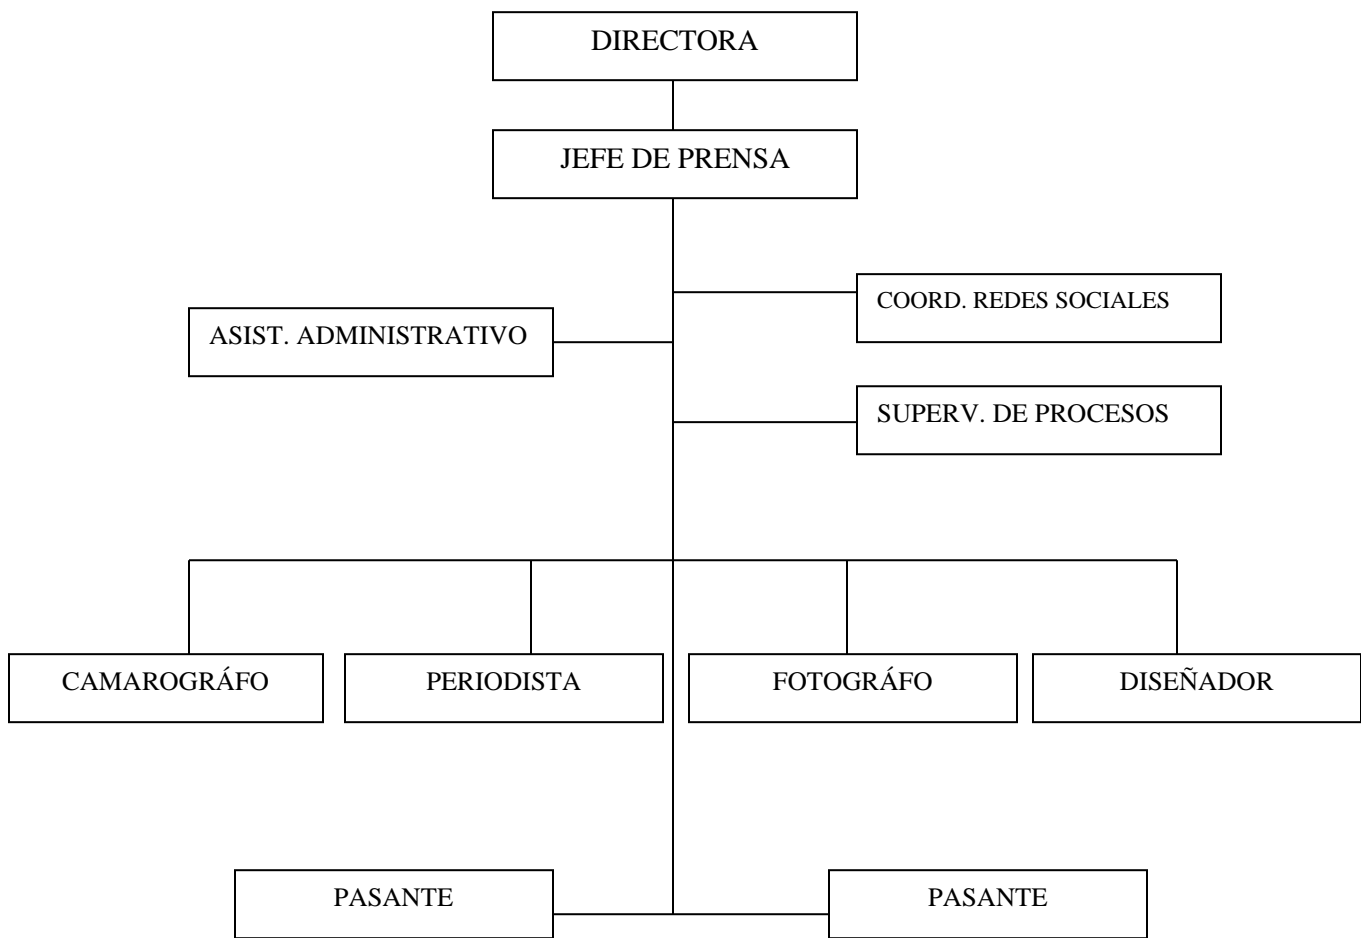 DIRECTORA
JEFE DE PRENSA
COORD. REDES SOCIALES
ASIST. ADMINISTRATIVO
SUPERV. DE PROCESOS
CAMAROGRÁFO
PERIODISTA
FOTOGRÁFO
DISEÑADOR
PASANTE
PASANTE